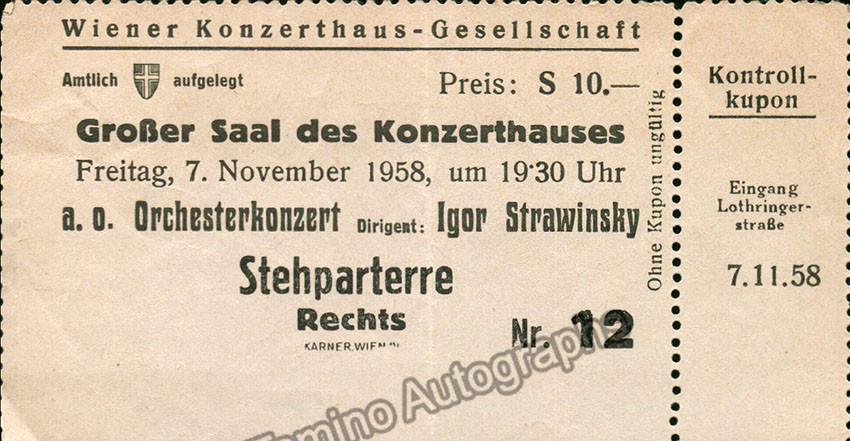 Wiener Konzerthaus-Gesellschaft
Amtlich aufgelegt Preis: S 10.—
Großer Saal des Konzerthauses
Freitag, 7. November 1958, um 19·30 Uhr
a. o. Orchesterkonzert Dirigent: Igor Strawinsky
Stehparterre
Rechts
Nr. 12
KARNER, WIEN
Ohne Kupon ungültig
Kontroll-
kupon
Eingang
Lothringer-
straße
7.11.58
Tamino Autographs